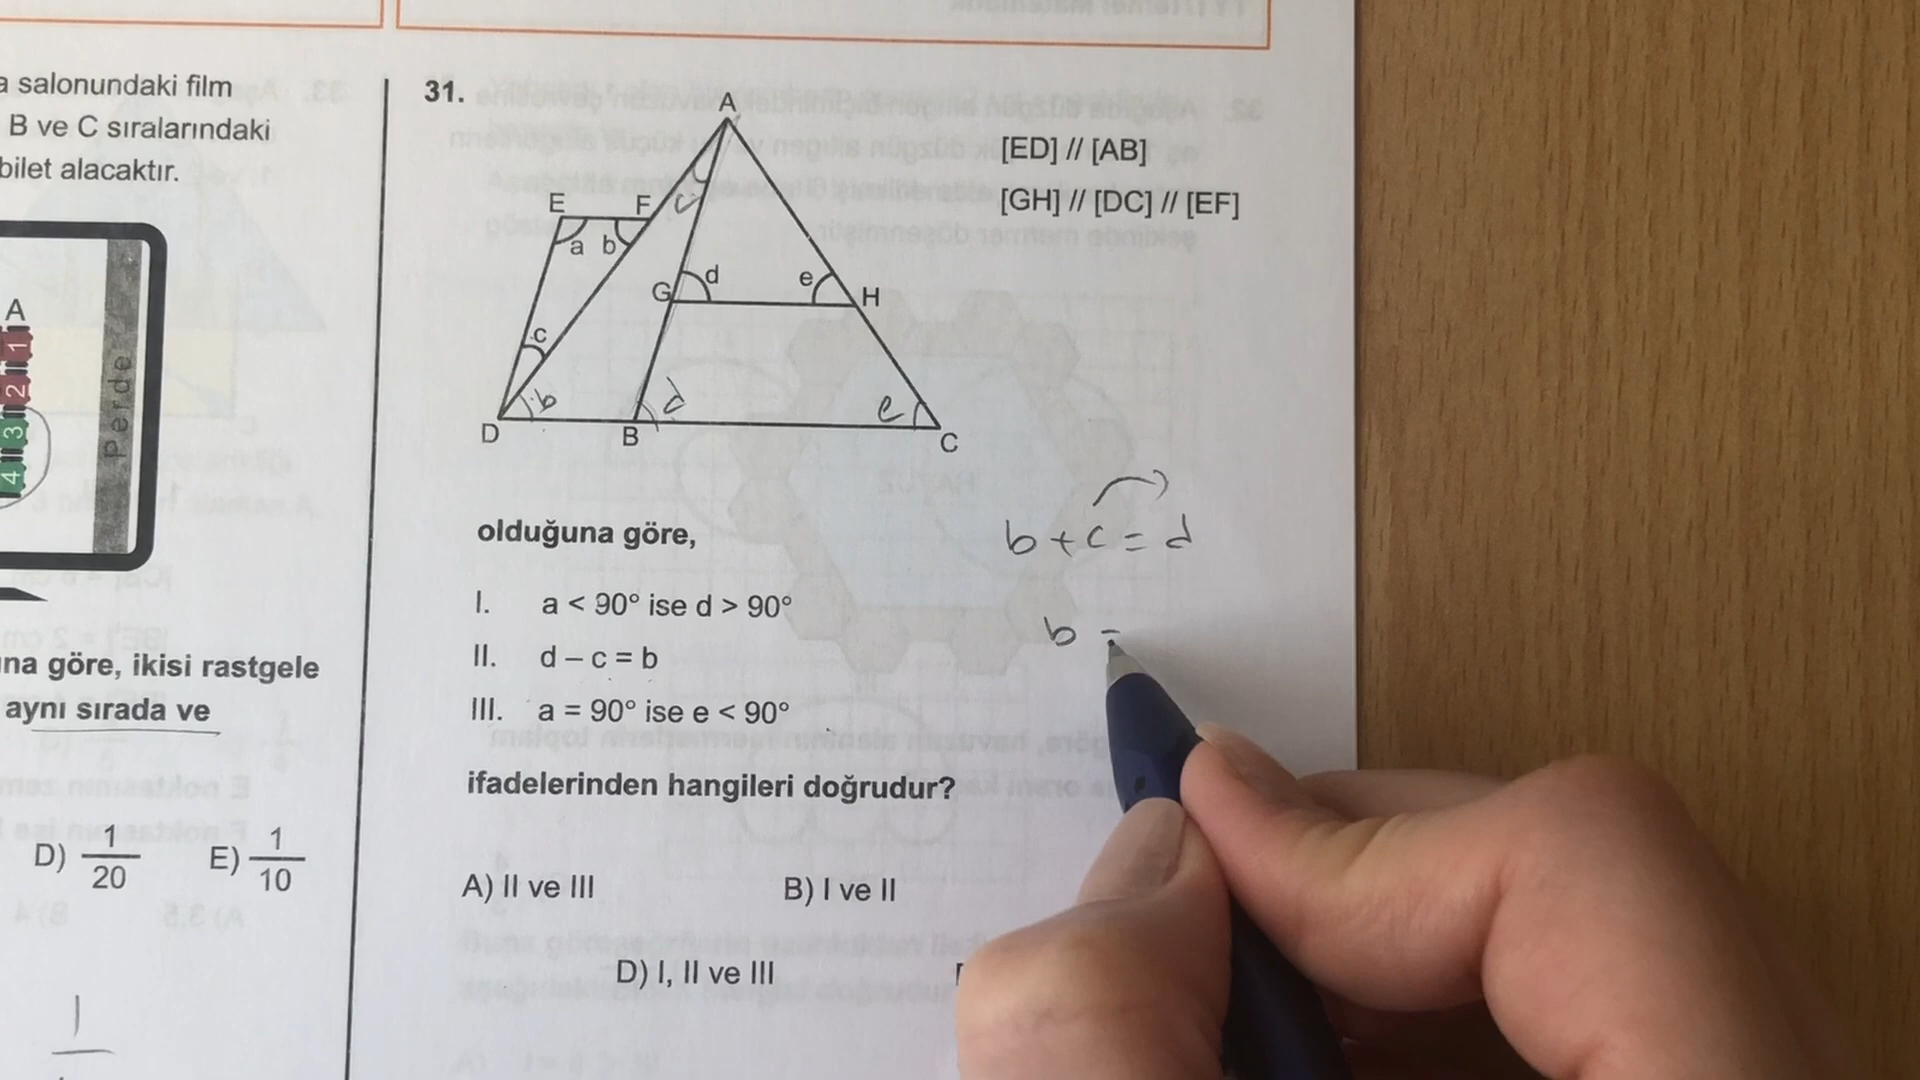 a salonundaki film
B ve C sıralarındaki
bilet alacaktır.
A
1
2
3
4
Perde
na göre, ikisi rastgele
aynı sırada ve
D) 1/20
E) 1/10
1
31.
A
[ED] // [AB]
[GH] // [DC] // [EF]
E
F
c
a
b
G
d
e
H
c
b
d
e
D
B
C
olduğuna göre,
b + c = d
I. a < 90° ise d > 90°
b =
II. d – c = b
III. a = 90° ise e < 90°
ifadelerinden hangileri doğrudur?
A) II ve III
B) I ve II
D) I, II ve III